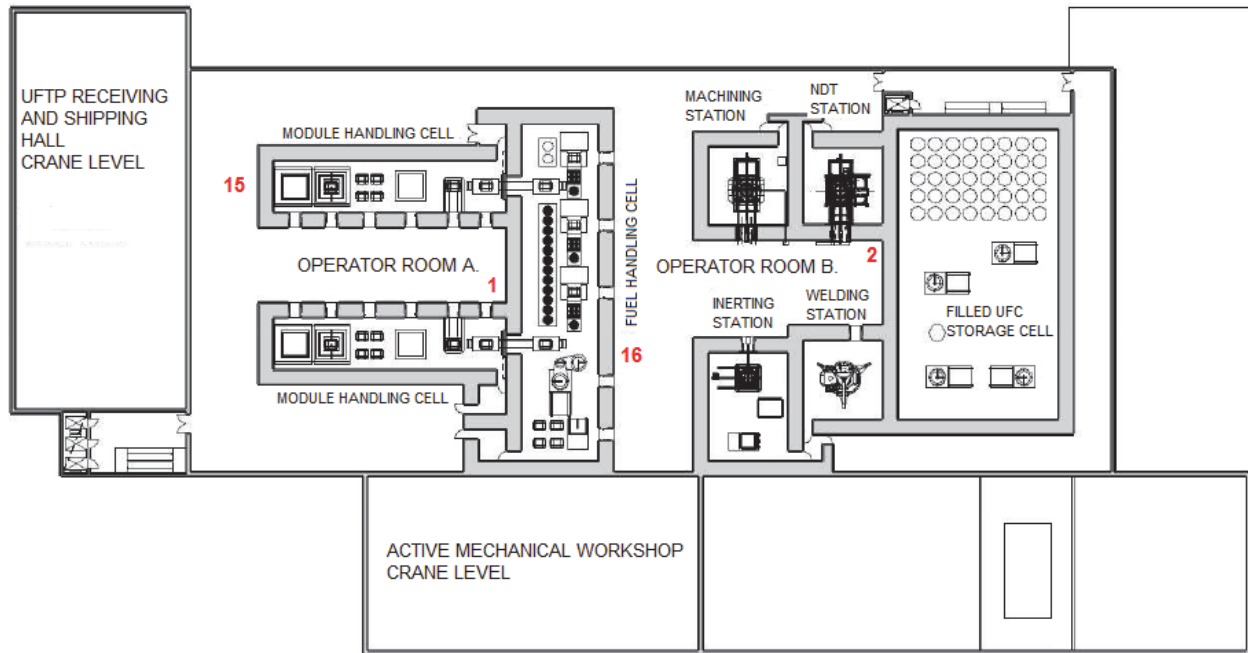 UFTP RECEIVING
AND SHIPPING
HALL
CRANE LEVEL
MODULE HANDLING CELL
15
OPERATOR ROOM A.
1
MODULE HANDLING CELL
FUEL HANDLING CELL
16
MACHINING
STATION
NDT
STATION
OPERATOR ROOM B.
2
INERTING
STATION
WELDING
STATION
FILLED UFC
STORAGE CELL
ACTIVE MECHANICAL WORKSHOP
CRANE LEVEL